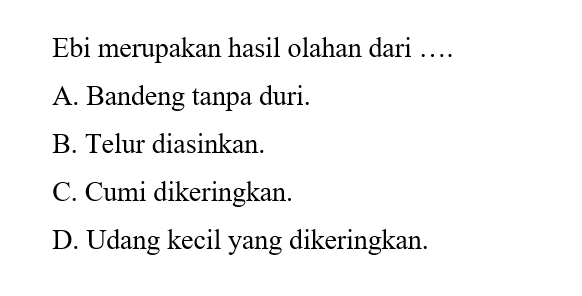 Ebi merupakan hasil olahan dari ….
A. Bandeng tanpa duri.
B. Telur diasinkan.
C. Cumi dikeringkan.
D. Udang kecil yang dikeringkan.